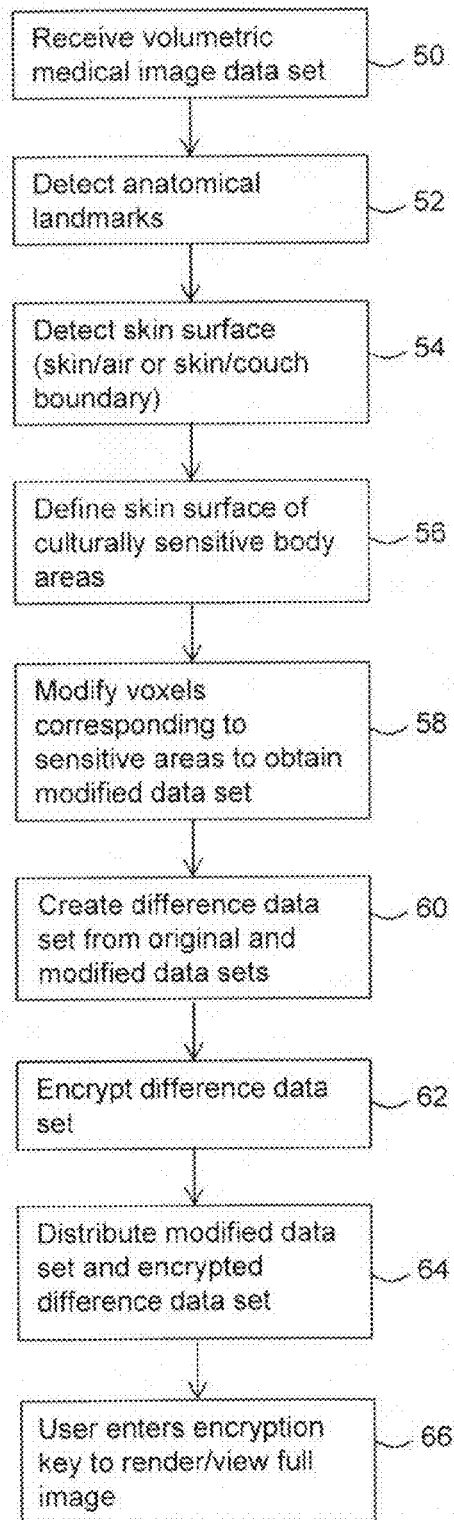 Receive volumetric
medical image data set
50
Detect anatomical
landmarks
52
Detect skin surface
(skin/air or skin/couch
boundary)
54
Define skin surface of
culturally sensitive body
areas
56
Modify voxels
corresponding to
sensitive areas to obtain
modified data set
58
Create difference data
set from original and
modified data sets
60
Encrypt difference data
set
62
Distribute modified data
set and encrypted
difference data set
64
User enters encryption
key to render/view full
image
66